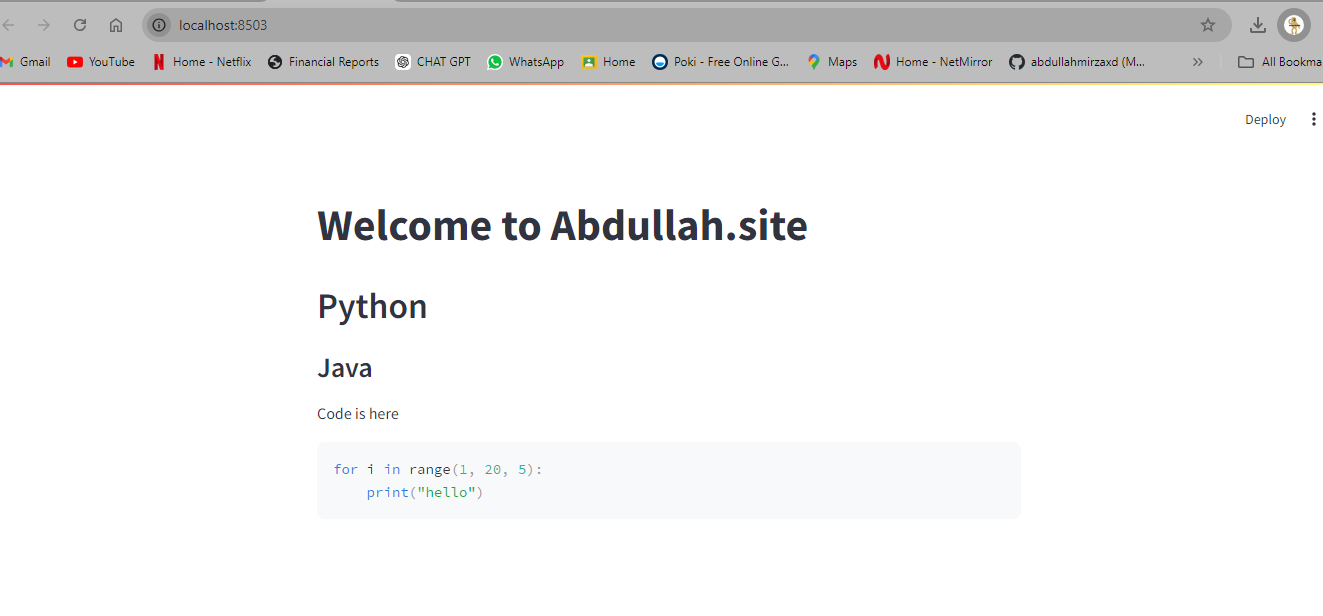 localhost:8503
Gmail YouTube Home - Netflix Financial Reports CHAT GPT WhatsApp Home Poki - Free Online G... Maps Home - NetMirror abdullahmirzaxd (M... » All Bookma
Deploy
Welcome to Abdullah.site
Python
Java
Code is here
for i in range(1, 20, 5):
    print("hello")